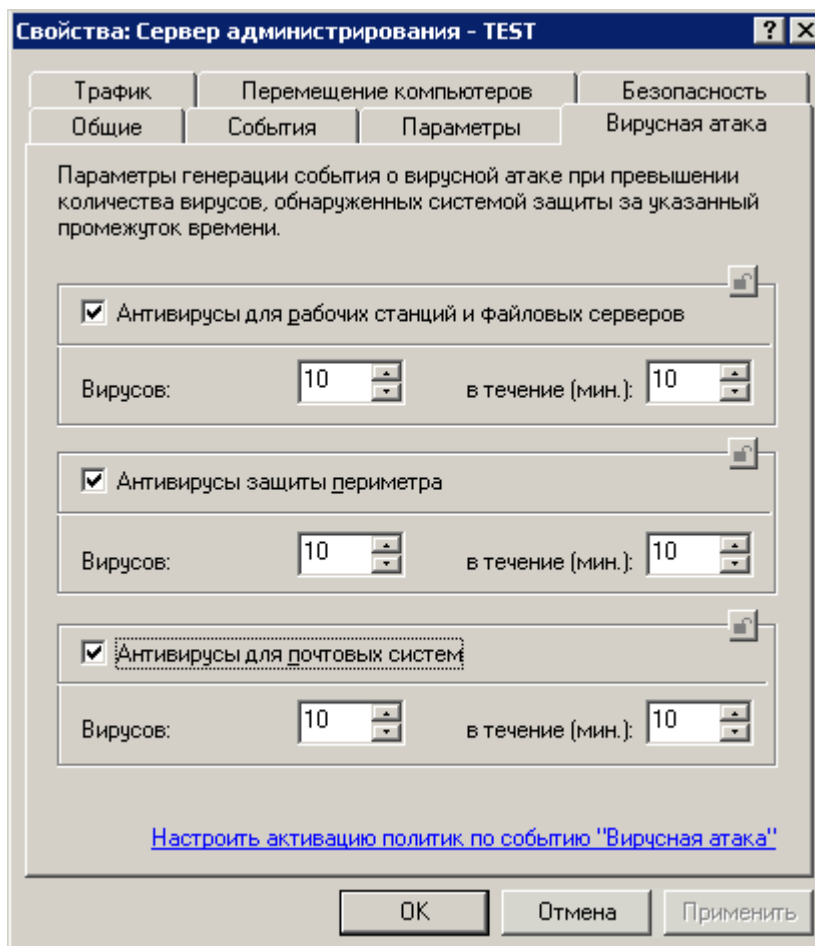 Свойства: Сервер администрирования - TEST
Трафик Перемещение компьютеров Безопасность
Общие События Параметры Вирусная атака
Параметры генерации события о вирусной атаке при превышении
количества вирусов, обнаруженных системой защиты за указанный
промежуток времени.
Антивирусы для рабочих станций и файловых серверов
Вирусов: 10 в течение (мин.): 10
Антивирусы защиты периметра
Вирусов: 10 в течение (мин.): 10
Антивирусы для почтовых систем
Вирусов: 10 в течение (мин.): 10
Настроить активацию политик по событию "Вирусная атака"
OK Отмена Применить